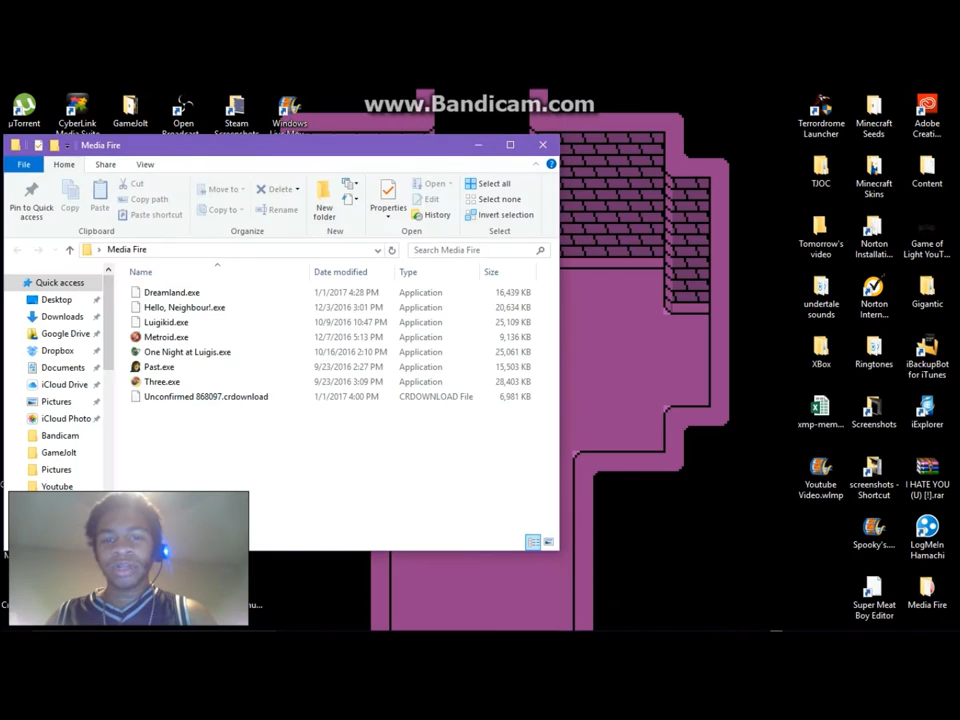 www.Bandicam.com
µTorrent
CyberLink
GameJolt
Open
Steam
Screenshots
Windows
Media Fire
File Home Share View
Pin to Quick access
Copy
Paste
Cut
Copy path
Paste shortcut
Clipboard
Move to
Copy to
Delete
Rename
Organize
New folder
New
Properties
Open
Edit
History
Open
Select all
Select none
Invert selection
Select
Media Fire
Search Media Fire
Quick access
Desktop
Downloads
Google Drive
Dropbox
Documents
iCloud Drive
Pictures
iCloud Photo
Bandicam
GameJolt
Pictures
Youtube
Name Date modified Type Size
Dreamland.exe 1/1/2017 4:28 PM Application 16,439 KB
Hello, Neighbour!.exe 12/3/2016 3:01 PM Application 20,634 KB
Luigikid.exe 10/9/2016 10:47 PM Application 25,109 KB
Metroid.exe 12/7/2016 5:13 PM Application 9,136 KB
One Night at Luigis.exe 10/16/2016 2:10 PM Application 25,061 KB
Past.exe 9/23/2016 2:27 PM Application 15,503 KB
Three.exe 9/23/2016 3:09 PM Application 28,403 KB
Unconfirmed 868097.crdownload 1/1/2017 4:00 PM CRDOWNLOAD File 6,981 KB
Terrordrome Launcher
Minecraft Seeds
Adobe Creati...
TJOC
Minecraft Skins
Content
Tomorrow's video
Norton Installati...
Game of Light YouT...
undertale sounds
Norton Intern...
Gigantic
XBox
Ringtones
iBackupBot for iTunes
xmp-mem...
Screenshots
iExplorer
Youtube Video.wlmp
screenshots - Shortcut
I HATE YOU (U) [!].rar
Spooky's...
LogMeIn Hamachi
Super Meat Boy Editor
Media Fire